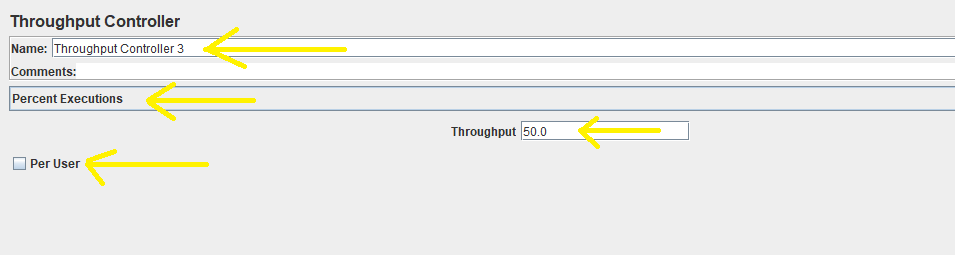 Throughput Controller
Name: Throughput Controller 3
Comments:
Percent Executions
Throughput 50.0
Per User